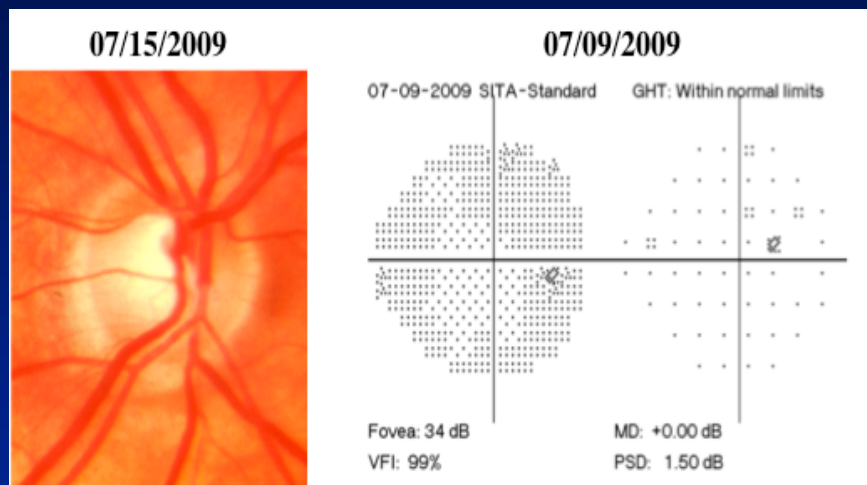 07/15/2009
07/09/2009
07-09-2009 SITA-Standard
GHT: Within normal limits
Fovea: 34 dB
MD: +0.00 dB
VFI: 99%
PSD: 1.50 dB